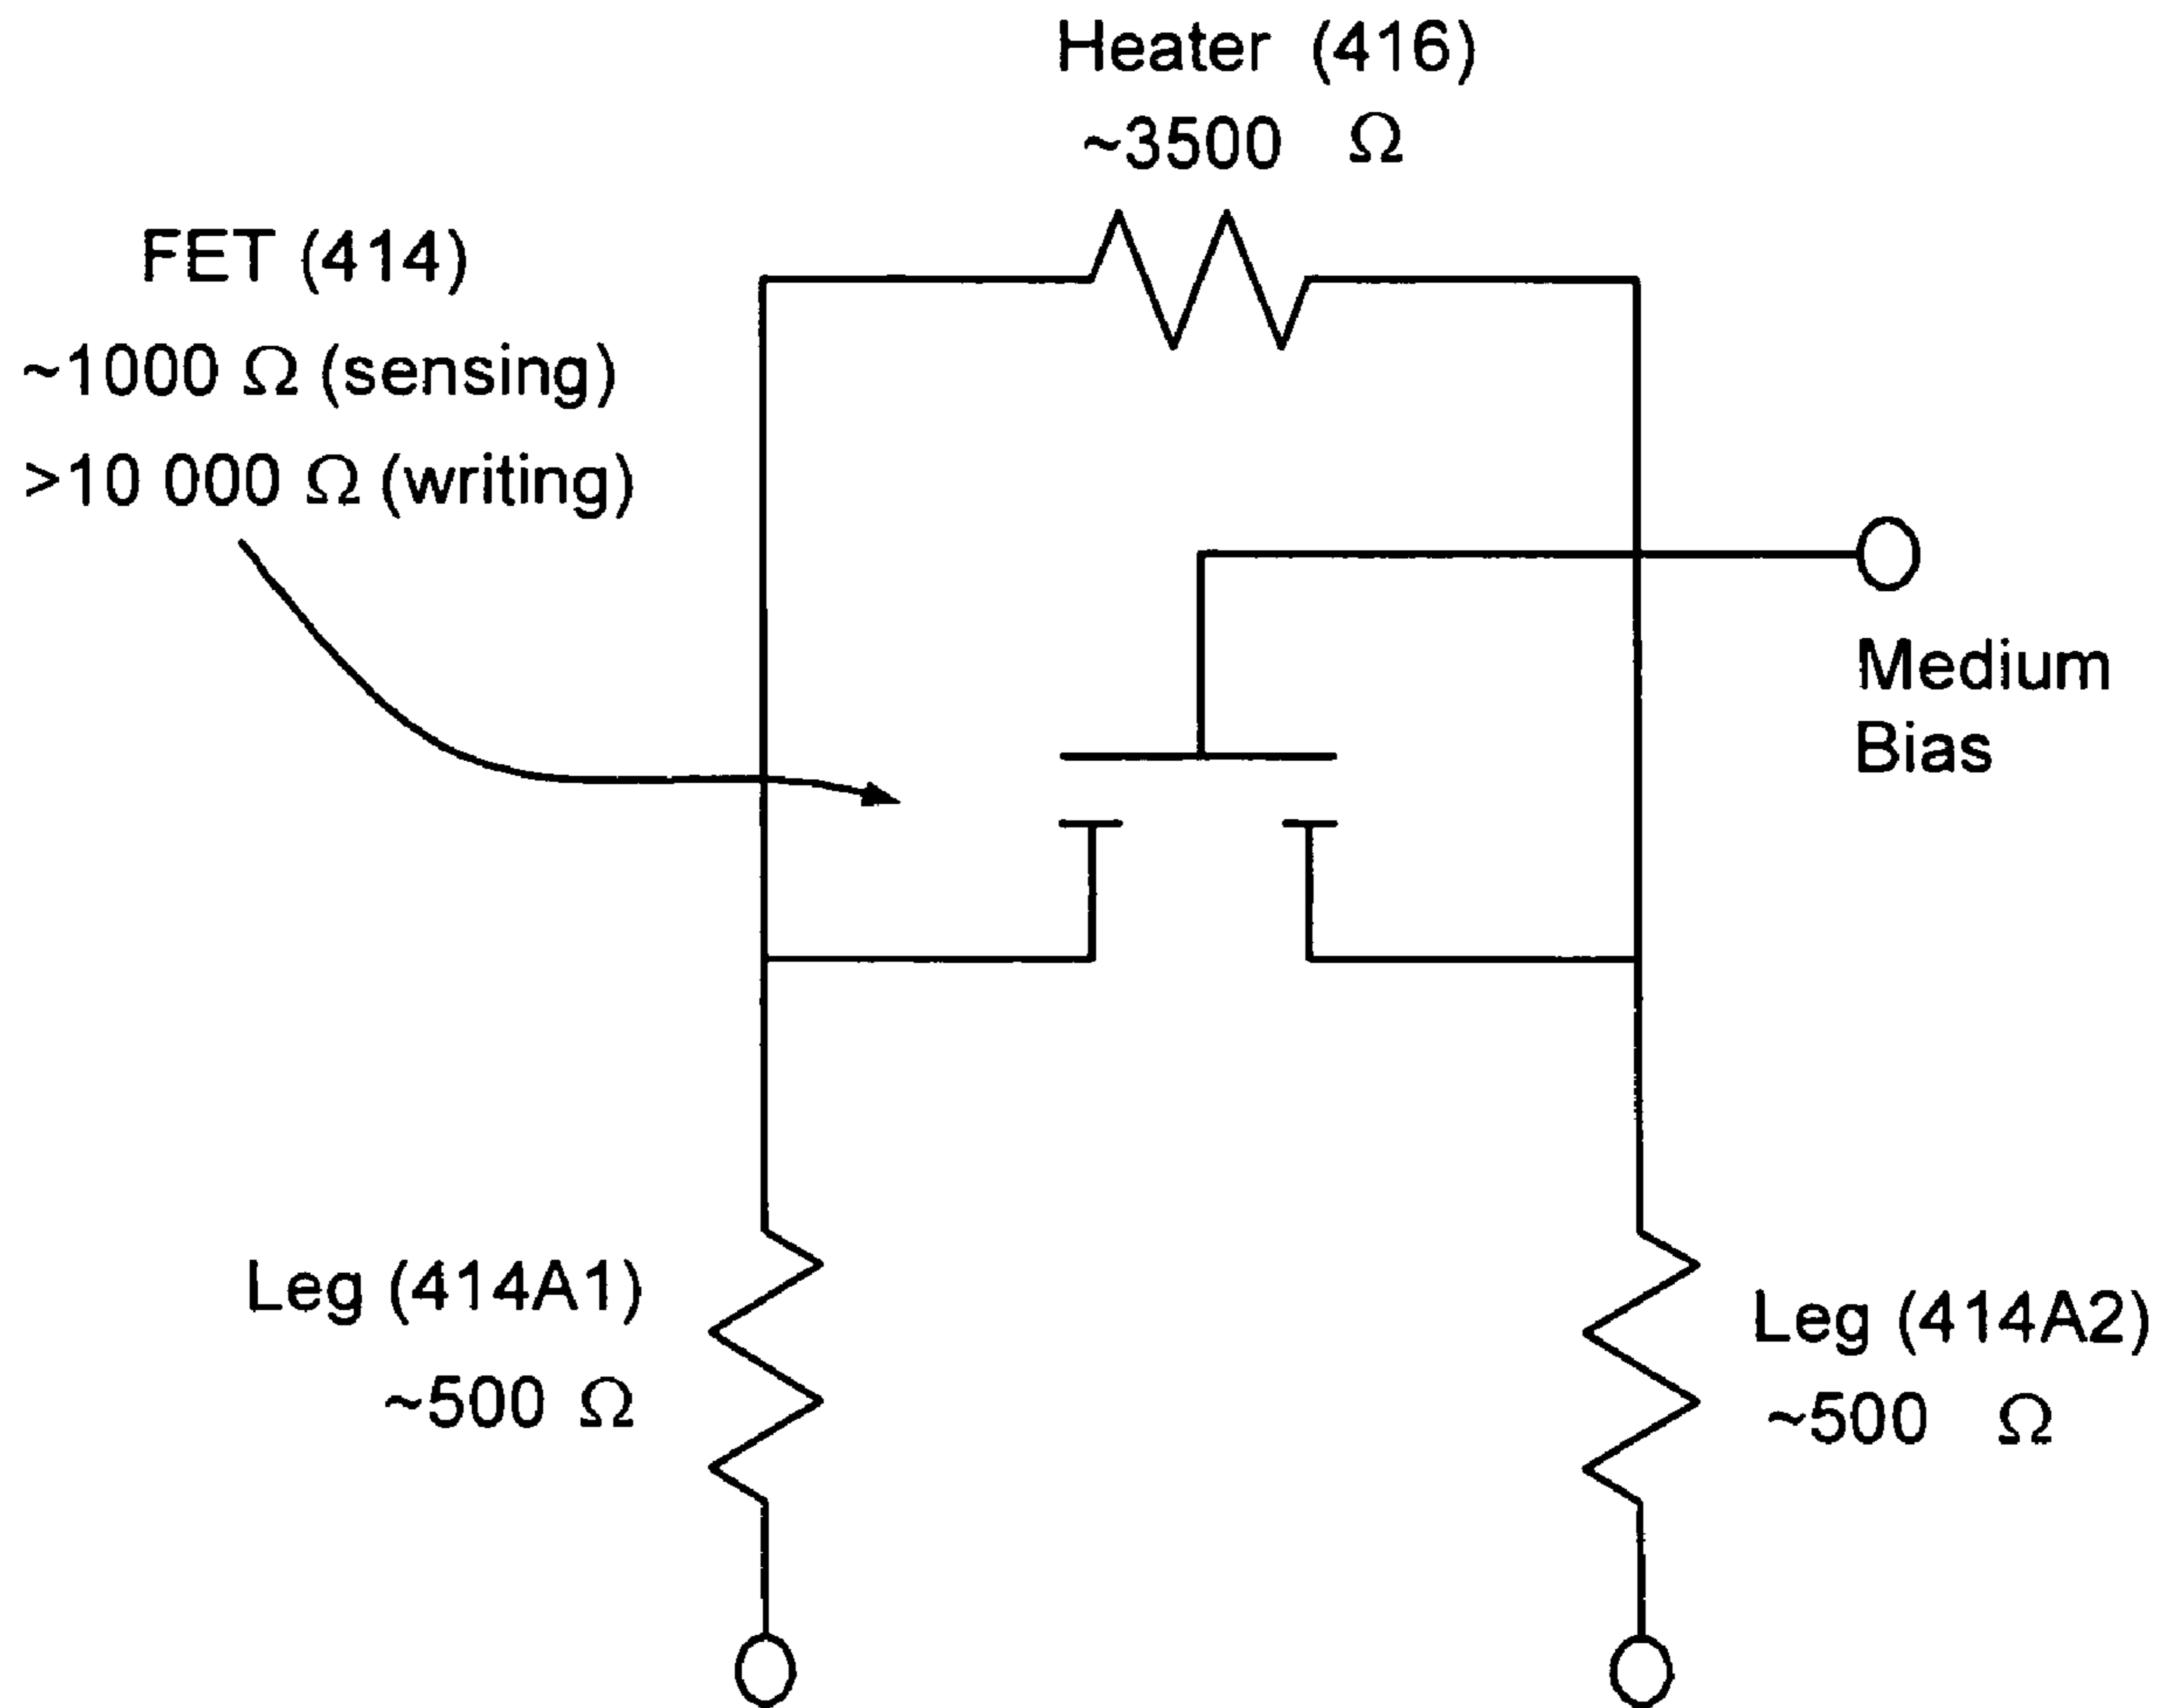 Heater (416)
~3500 Ω
FET (414)
~1000 Ω (sensing)
>10 000 Ω (writing)
Medium
Bias
Leg (414A1)
~500 Ω
Leg (414A2)
~500 Ω